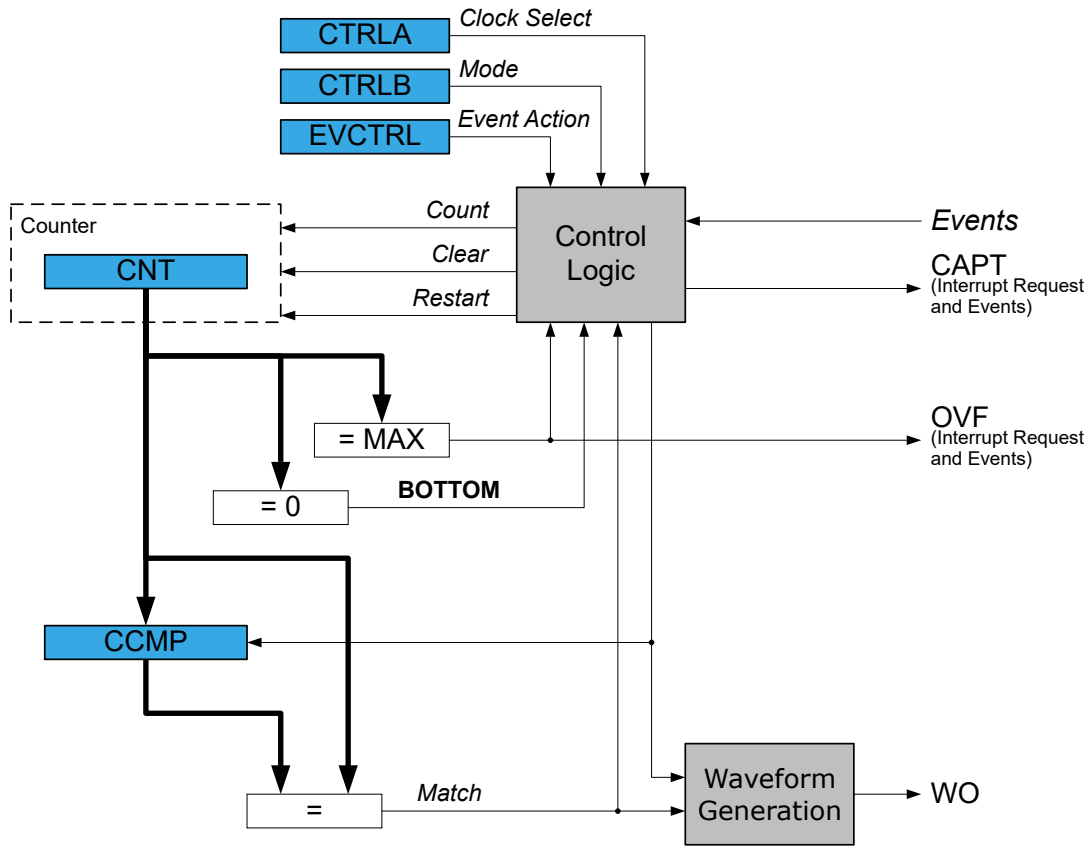 CTRLA
Clock Select
CTRLB
Mode
EVCTRL
Event Action
Counter
CNT
Count
Clear
Restart
Control
Logic
Events
CAPT
(Interrupt Request
and Events)
= MAX
OVF
(Interrupt Request
and Events)
= 0
BOTTOM
CCMP
=
Match
Waveform
Generation
WO